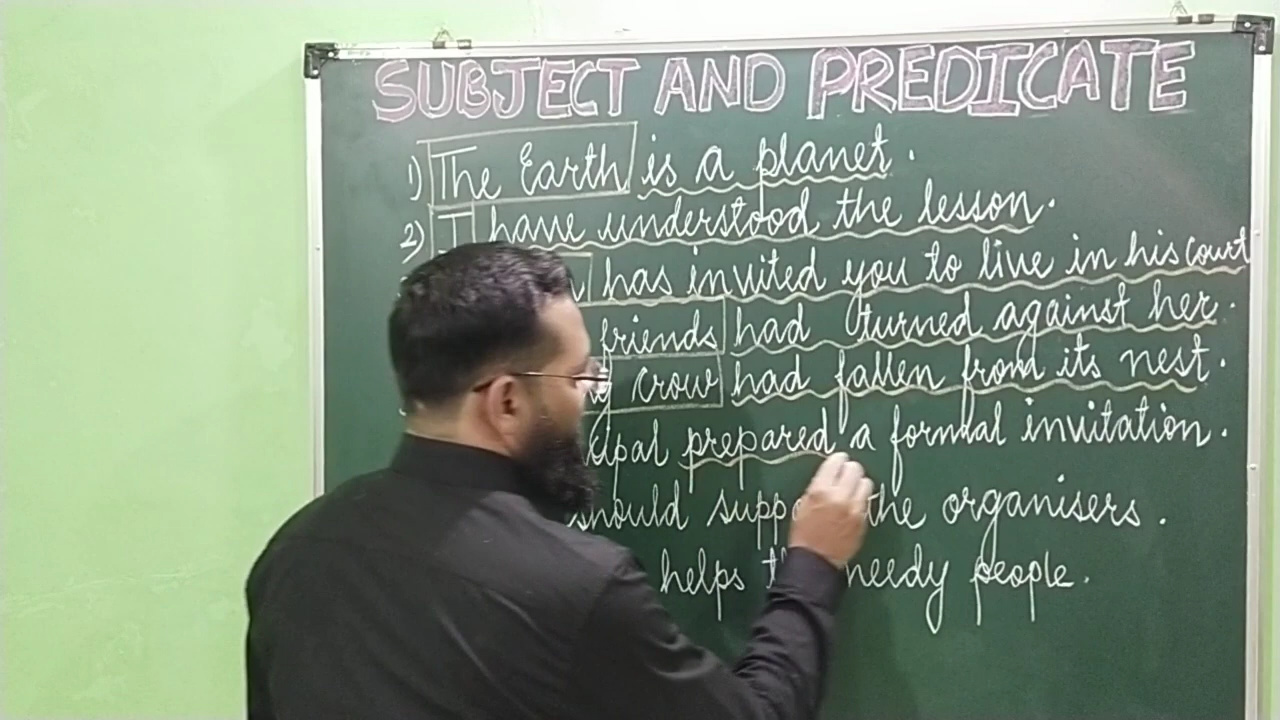 SUBJECT AND PREDICATE
1) The Earth is a planet.
2) I have understood the lesson.
has invited you to live in his court
friends had turned against her.
crow had fallen from its nest.
prepared a formal invitation.
should the organisers.
helps needy people.